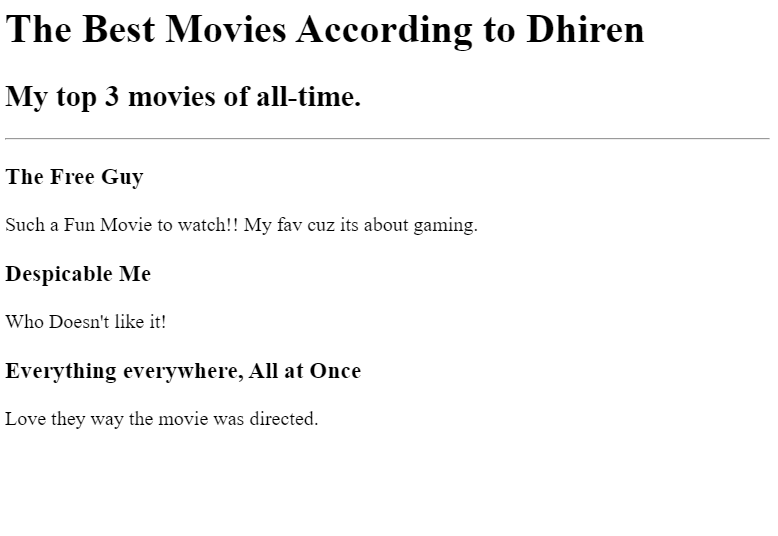 The Best Movies According to Dhiren
My top 3 movies of all-time.
The Free Guy
Such a Fun Movie to watch!! My fav cuz its about gaming.
Despicable Me
Who Doesn't like it!
Everything everywhere, All at Once
Love they way the movie was directed.